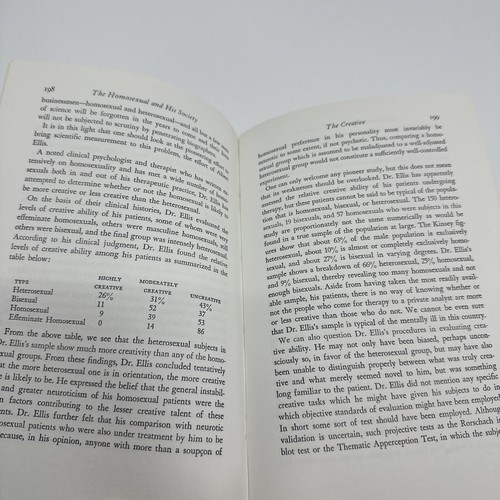 198
The Homosexual and His Society
businessmen—homosexual and heterosexual—and all but a few
of science will be forgotten in the years to come
will not be subjected to scrutiny by penetrating biographers
It is in this light that one should look at the pioneering effort to
bring scientific measurement to this problem, the effort of Albert
Ellis.
A noted clinical psychologist and therapist who has written ex-
tensively on homosexuality and has met a wide number of homo-
sexuals both in and out of his therapeutic practice, Dr. Ellis
attempted to determine whether or not the homosexual is likely to
be more creative or less creative than the heterosexual.
On the basis of their clinical histories, Dr. Ellis examined the
levels of creative ability of his patients, some of whom were very
effeminate homosexuals, others were masculine homosexuals, still
others were bisexual, and the final group was intensely heterosexual.
According to his clinical judgment, Dr. Ellis found the relative
levels of creative ability among his patients as summarized in the
table below:
TYPE HIGHLY CREATIVE MODERATELY CREATIVE UNCREATIVE
Heterosexual 26% 31% 43%
Bisexual 11 52 37
Homosexual 9 39 53
Effeminate Homosexual 0 14 86
From the above table, we see that the heterosexual subjects in
Dr. Ellis's sample show much more creativity than any of the homo-
sexual groups. From these findings, Dr. Ellis concluded tentatively
that the more heterosexual one is in orientation, the more creative
e is likely to be. He expressed the belief that the general instabil-
and greater neuroticism of his homosexual patients were the
n factors contributing to the lesser creative talent of these
nts. Dr. Ellis further felt that his comparison with neurotic
osexual patients who were also under treatment by him to be
ecause, in his opinion, anyone with more than a soupçon of
The Creative
199
homosexual preference in his personality must invariably be
neurotic to some extent, if not psychotic. Thus, comparing a homo-
sexual group which is assumed to be maladjusted to a well-adjusted
heterosexual group would not constitute a sufficiently well-controlled
experiment.
One can only welcome any pioneer study, but this does not mean
that its weaknesses should be overlooked. Dr. Ellis has apparently
assessed the relative creative ability of his patients undergoing
therapy, but these patients cannot be said to be typical of the popula-
tion that is homosexual, bisexual, or heterosexual. The 150 hetero-
sexuals, 19 bisexuals, and 57 homosexuals who were subjects in this
study are proportionately not the same numerically as would be
found in a true sample of the population at large. The Kinsey fig-
ures show that about 63% of the male population is exclusively
heterosexual, about 10% is almost or completely exclusively homo-
sexual, and about 27% is bisexual in varying degrees. Dr. Ellis's
sample shows a breakdown of 66% heterosexual, 25% homosexual,
and 9% bisexual, thereby revealing too many homosexuals and not
enough bisexuals. Aside from having taken the most readily avail-
able sample, his patients, there is no way of knowing whether or
not the people who come for therapy to a private analyst are more
or less creative than those who do not. We cannot be even sure
that Dr. Ellis's sample is typical of the mentally ill in this country.
We can also question Dr. Ellis's procedures in evaluating crea-
tive ability. He may not only have been biased, perhaps uncon-
sciously so, in favor of the heterosexual group, but may have also
been unable to distinguish properly between what was truly crea-
tive and what merely seemed novel to him, but was something
long familiar to the patient. Dr. Ellis did not mention any specific
creative tasks which he might have given his subjects to do in
which objective standards of evaluation might have been employed.
In short some sort of test should have been employed. Although
validation is uncertain, such projective tests as the Rorschach in
blot test or the Thematic Apperception Test, in which the subje